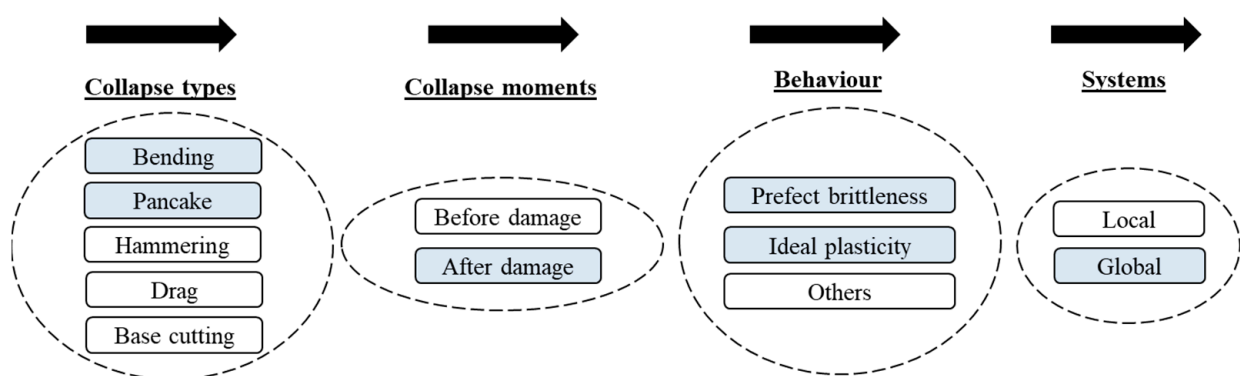 Collapse types
Bending
Pancake
Hammering
Drag
Base cutting
Collapse moments
Before damage
After damage
Behaviour
Prefect brittleness
Ideal plasticity
Others
Systems
Local
Global